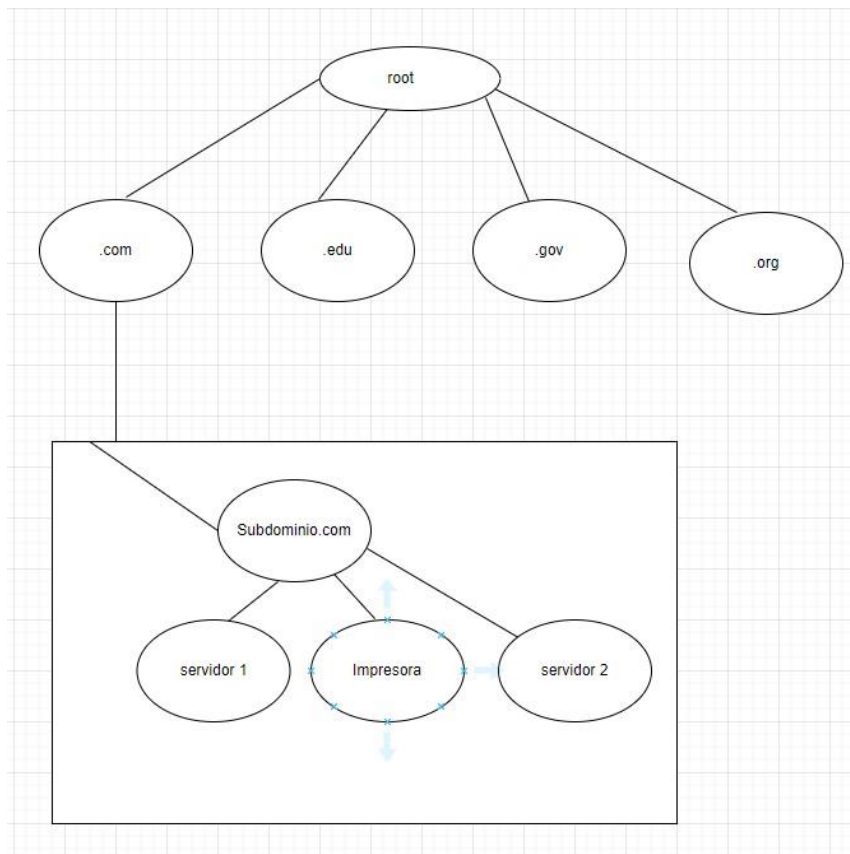 root
.com
.edu
.gov
.org
Subdominio.com
servidor 1
Impresora
servidor 2